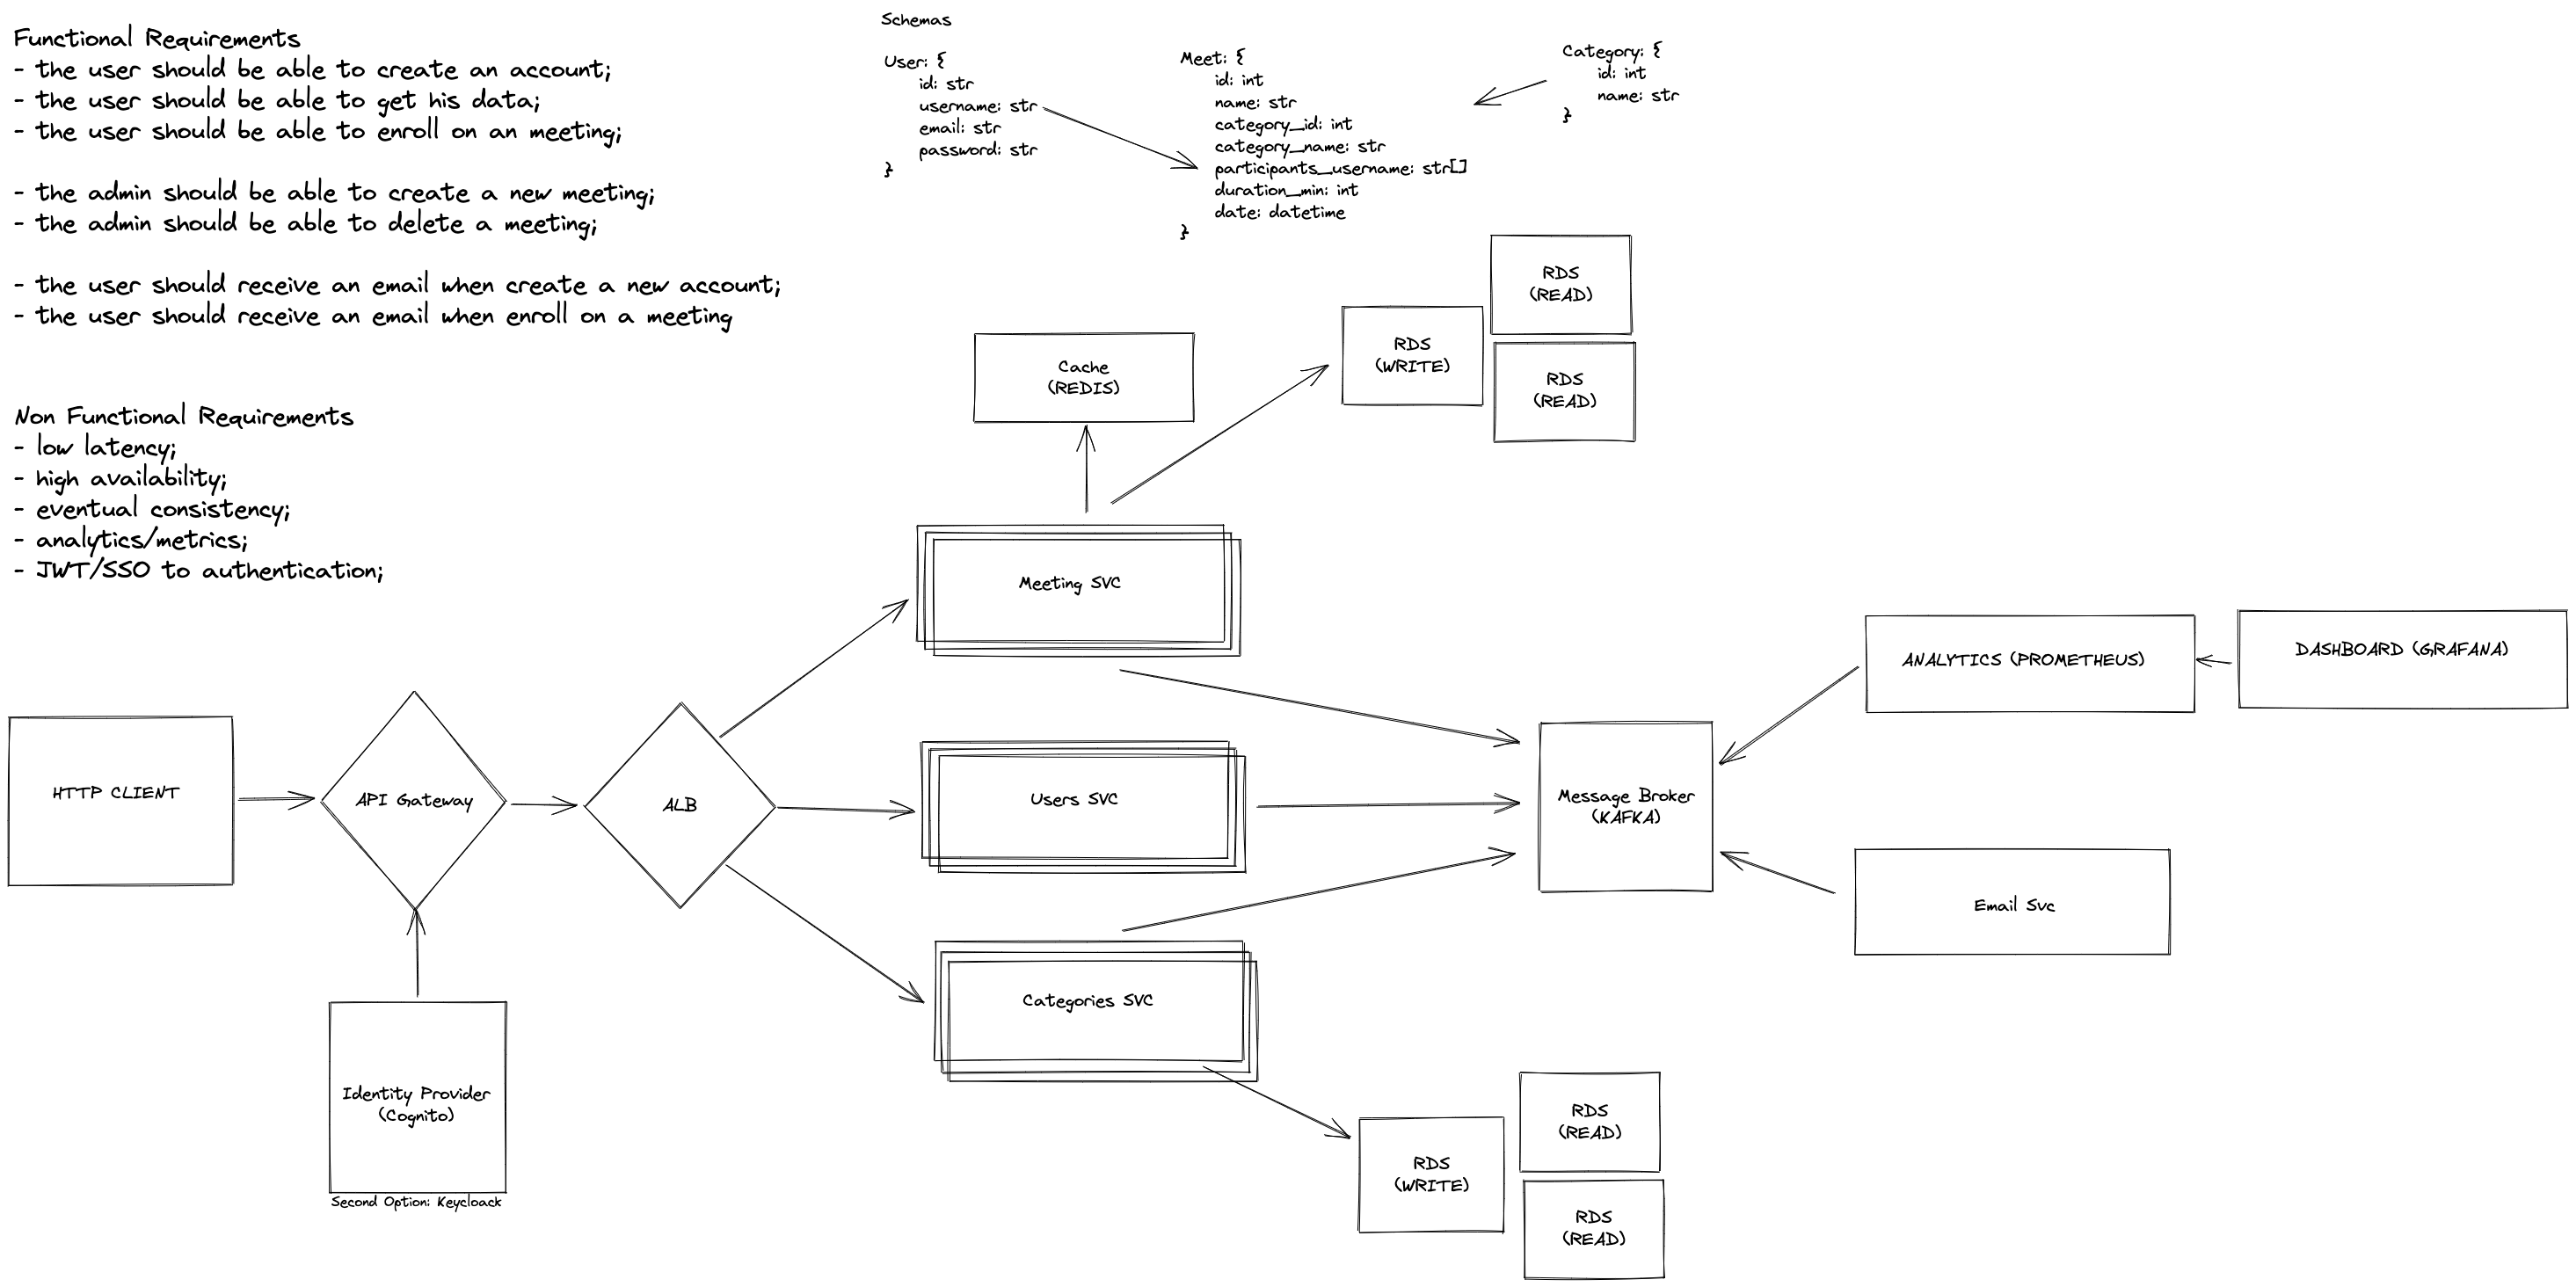 Functional Requirements
- the user should be able to create an account;
- the user should be able to get his data;
- the user should be able to enroll on an meeting;
- the admin should be able to create a new meeting;
- the admin should be able to delete a meeting;
- the user should receive an email when create a new account;
- the user should receive an email when enroll on a meeting
Non Functional Requirements
- low latency;
- high availability;
- eventual consistency;
- analytics/metrics;
- JWT/SSO to authentication;
Schemas
User: {
id: str
username: str
email: str
password: str
}
Meet: {
id: int
name: str
category_id: int
category_name: str
participants_username: str[]
duration_min: int
date: datetime
}
Category: {
id: int
name: str
}
Cache
(REDIS)
RDS
(WRITE)
RDS
(READ)
RDS
(READ)
Meeting SVC
HTTP CLIENT
API Gateway
ALB
Users SVC
Message Broker
(KAFKA)
ANALYTICS (PROMETHEUS)
DASHBOARD (GRAFANA)
Email Svc
Categories SVC
Identity Provider
(Cognito)
Second Option: Keycloack
RDS
(WRITE)
RDS
(READ)
RDS
(READ)